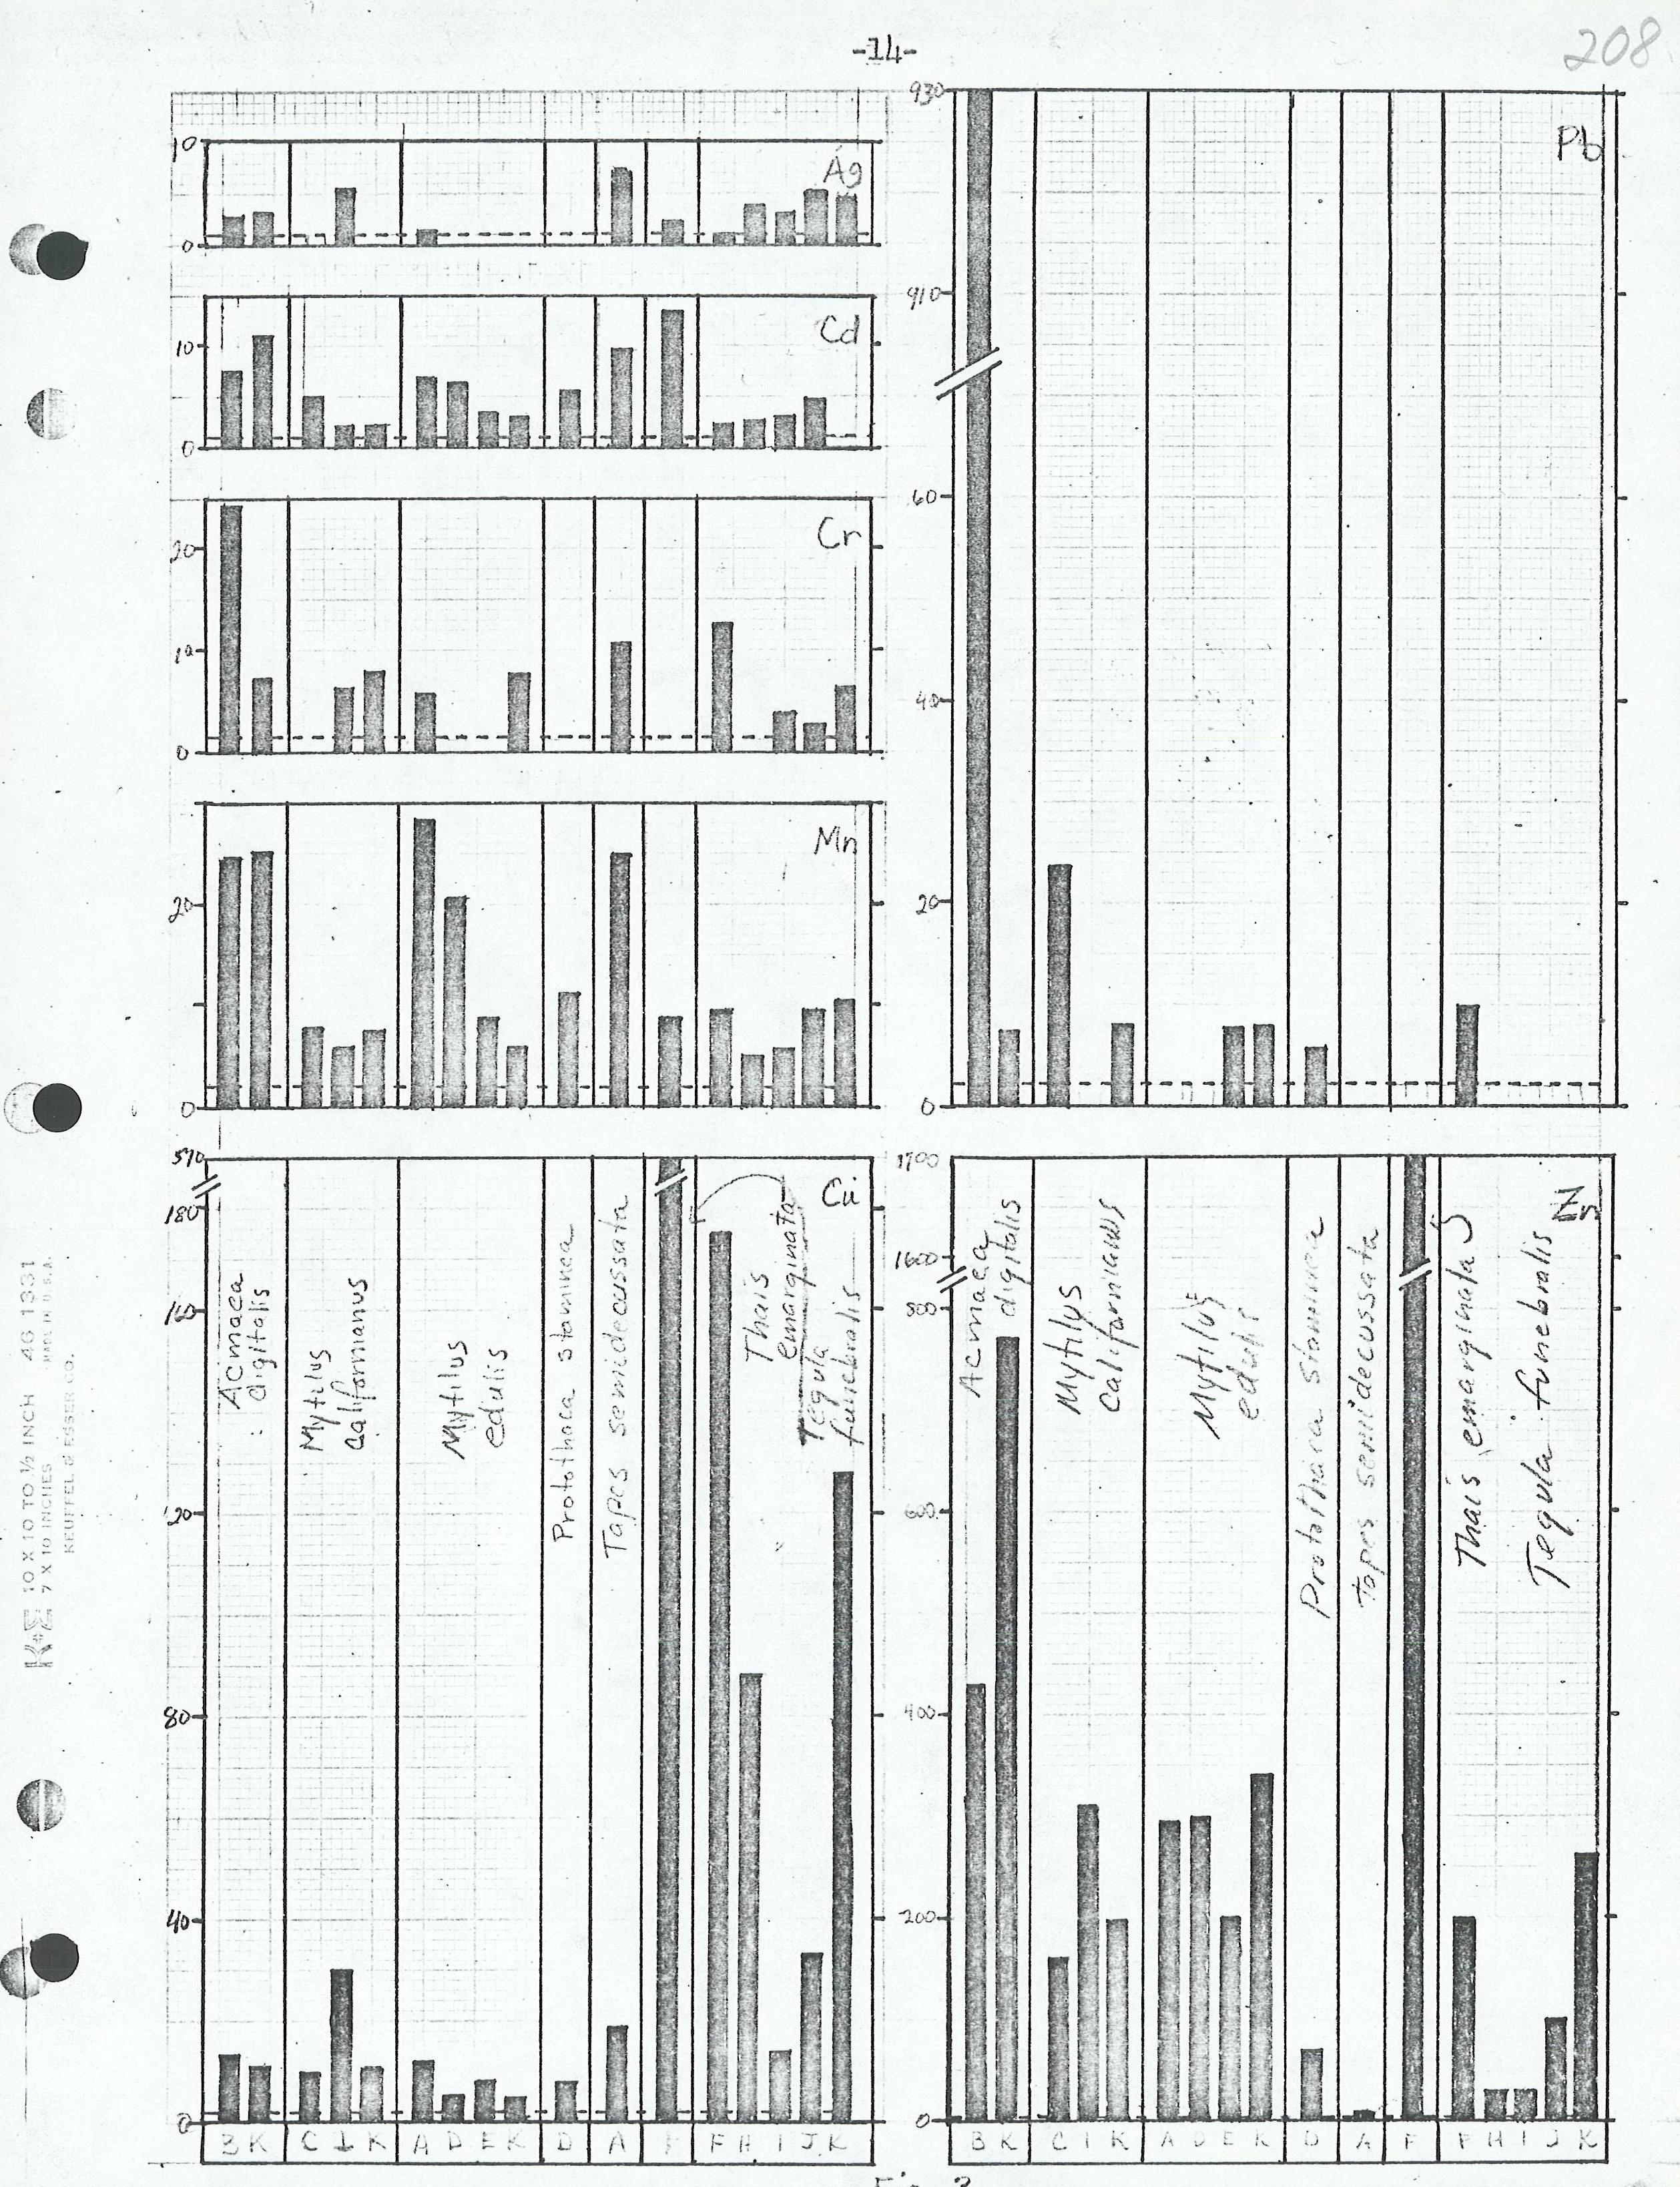 -14-
208
10
0
Ag
10
0
Cd
20
10
0
Cr
20
0
Mn
930
910
60
40
20
0
Pb
570
180
160
120
80
40
0
Cu
Acmaea
digitalis
Mytilus
californianus
Mytilus
edulis
Protothaca staminea
Tapes semidecussata
Thais
emarginata
Tegula
funebralis
B K C I K A D E K D A F F H I J K
1700
1600
800
600
400
200
0
Zn
Acmaea
digitalis
Mytilus
californianus
Mytilus
edulis
Protothaca staminea
Tapes semidecussata
Thais emarginata
Tegula funebralis
B K C I K A D E K D A F F H I J K
K+E 10 X 10 TO ½ INCH 46 1331
7 X 10 INCHES MADE IN U.S.A.
KEUFFEL & ESSER CO.